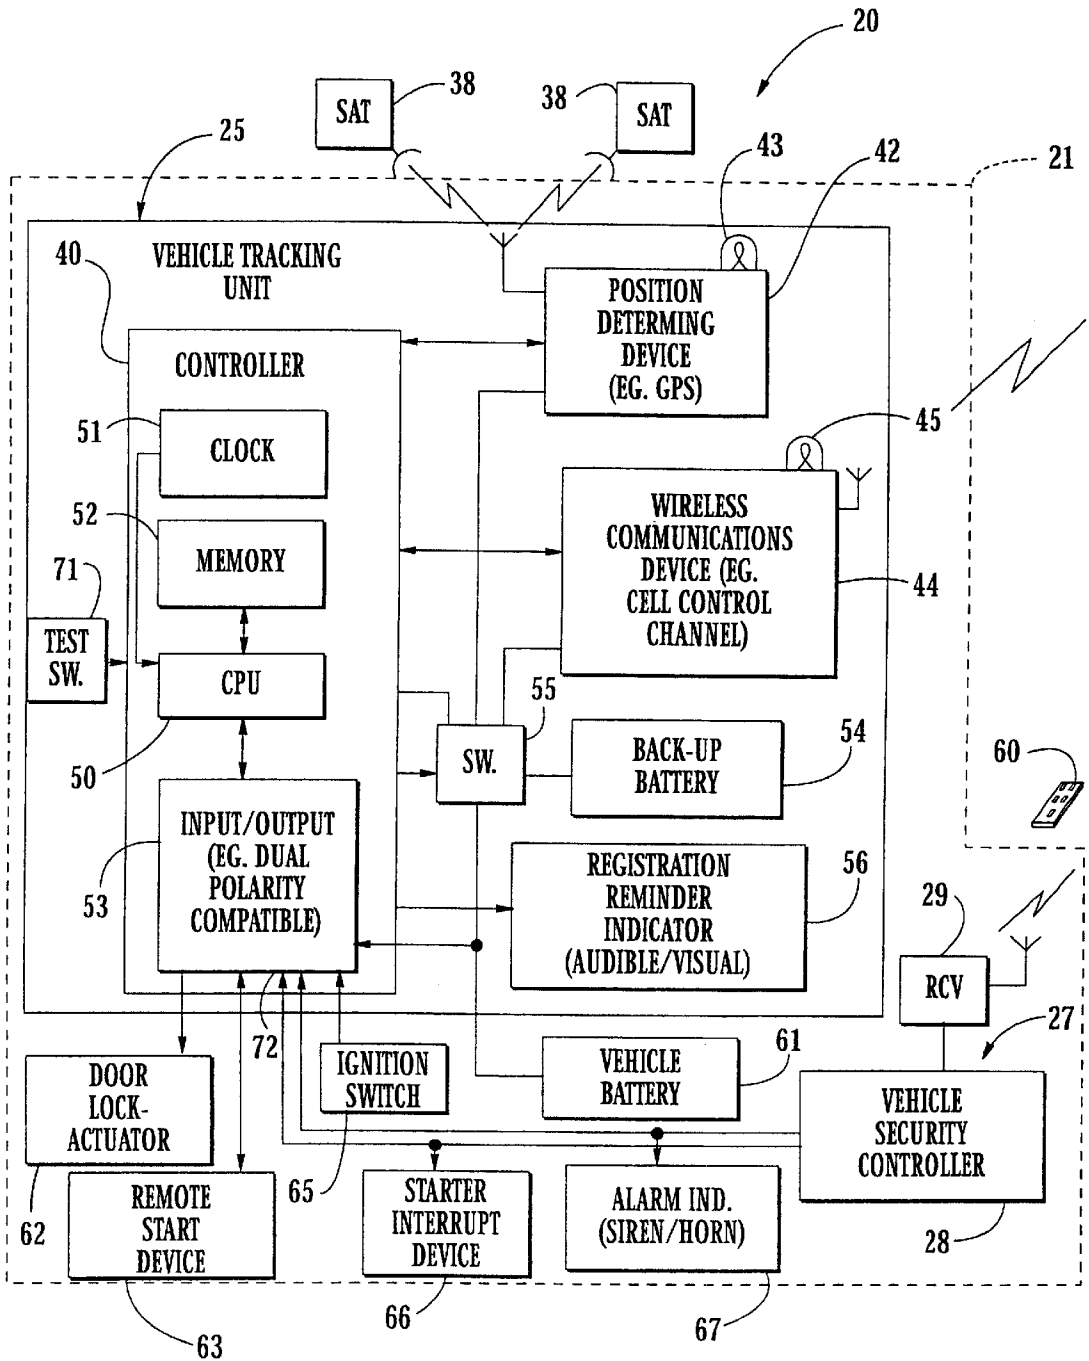 20
38
38
SAT
SAT
25
43
42
21
40
VEHICLE TRACKING
UNIT
POSITION
DETERMING
DEVICE
(EG. GPS)
CONTROLLER
51
CLOCK
45
52
MEMORY
WIRELESS
COMMUNICATIONS
DEVICE (EG.
CELL CONTROL
CHANNEL)
44
71
TEST
SW.
CPU
50
55
SW.
54
BACK-UP
BATTERY
60
INPUT/OUTPUT
(EG. DUAL
POLARITY
COMPATIBLE)
53
REGISTRATION
REMINDER
INDICATOR
(AUDIBLE/VISUAL)
56
29
RCV
27
72
IGNITION
SWITCH
VEHICLE
BATTERY
61
DOOR
LOCK-
ACTUATOR
VEHICLE
SECURITY
CONTROLLER
62
REMOTE
START
DEVICE
65
STARTER
INTERRUPT
DEVICE
ALARM IND.
(SIREN/HORN)
28
63
66
67